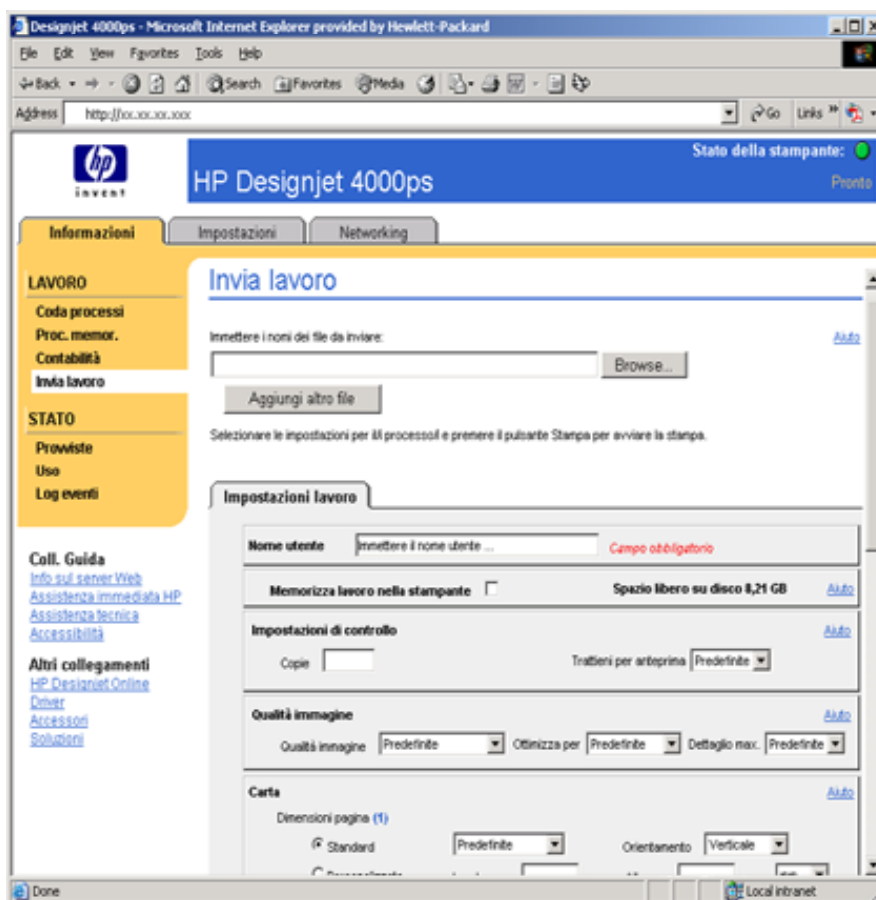 Designjet 4000ps - Microsoft Internet Explorer provided by Hewlett-Packard
File Edit View Favorites Tools Help
Back Search Favorites Media
Address http://xx.xx.xx.xxx Go Links
hp
invent
HP Designjet 4000ps
Stato della stampante:
Pronto
Informazioni Impostazioni Networking
LAVORO
Coda processi
Proc. memor.
Contabilità
Invia lavoro
STATO
Provviste
Uso
Log eventi
Coll. Guida
Info sul server Web
Assistenza immediata HP
Assistenza tecnica
Accessibilità
Altri collegamenti
HP Designjet Online
Driver
Accessori
Soluzioni
Invia lavoro
Immettere i nomi dei file da inviare: Aiuto
Browse...
Aggiungi altro file
Selezionare le impostazioni per il/i processo/i e premere il pulsante Stampa per avviare la stampa.
Impostazioni lavoro
Nome utente Immettere il nome utente ... Campo obbligatorio
Memorizza lavoro nella stampante Spazio libero su disco 8,21 GB Aiuto
Impostazioni di controllo Aiuto
Copie Trattieni per anteprima Predefinite
Qualità immagine Aiuto
Qualità immagine Predefinite Ottimizza per Predefinite Dettaglio max. Predefinite
Carta Aiuto
Dimensioni pagina (1)
Standard Predefinite Orientamento Verticale
Done Local intranet